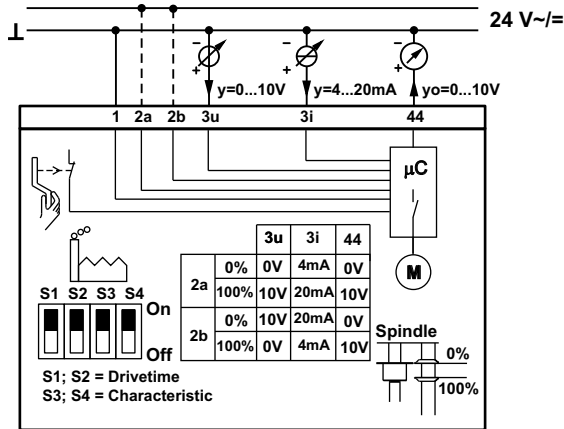 24 V~/=
⊥
− − −
+ + +
y=0...10V y=4...20mA yo=0...10V
1 2a 2b 3u 3i 44
µC
3u 3i 44
2a 0% 0V 4mA 0V
100% 10V 20mA 10V
2b 0% 10V 20mA 0V
100% 0V 4mA 10V
M
S1 S2 S3 S4
On
Off
Spindle
0%
100%
S1; S2 = Drivetime
S3; S4 = Characteristic